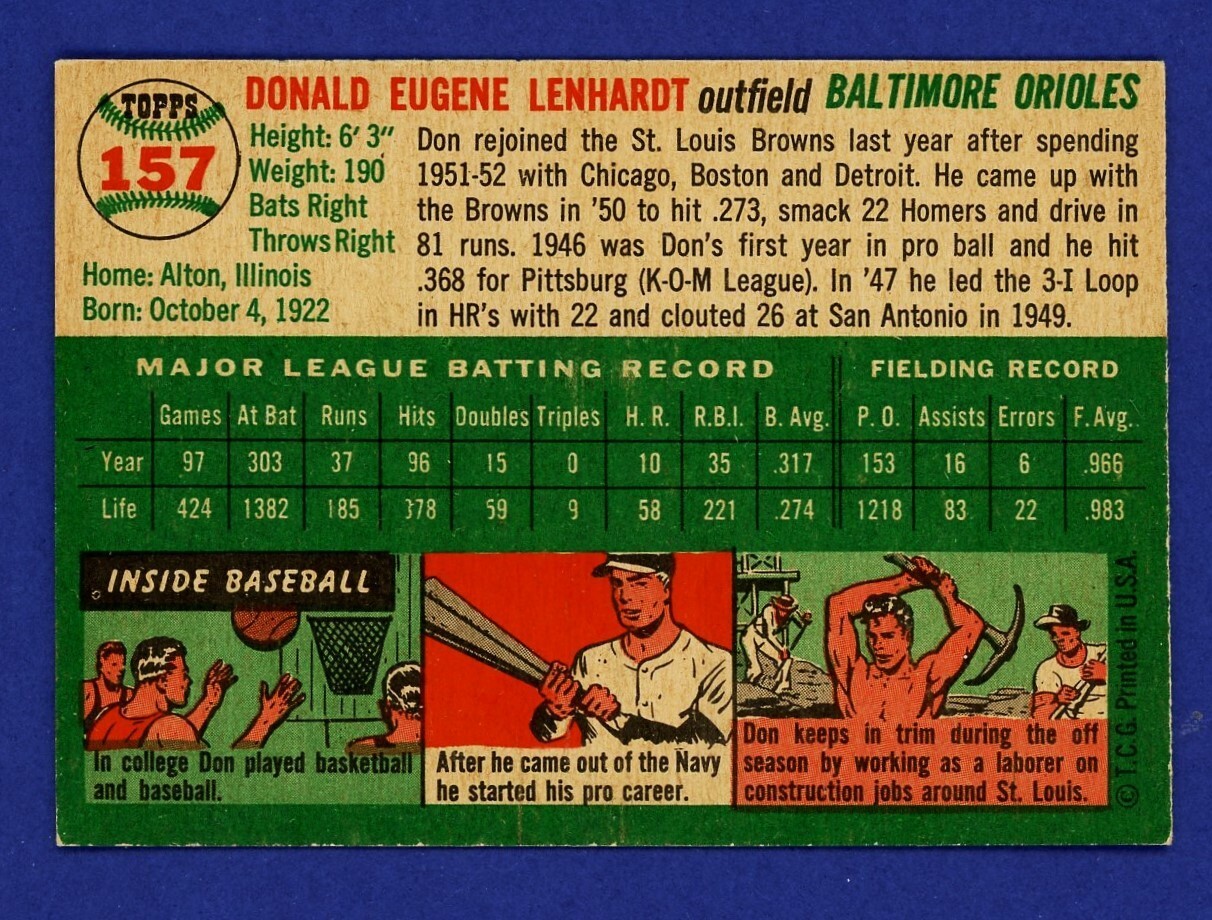 TOPPS
157
DONALD EUGENE LENHARDT outfield BALTIMORE ORIOLES
Height: 6' 3"
Weight: 190
Bats Right
Throws Right
Home: Alton, Illinois
Born: October 4, 1922
Don rejoined the St. Louis Browns last year after spending
1951-52 with Chicago, Boston and Detroit. He came up with
the Browns in '50 to hit .273, smack 22 Homers and drive in
81 runs. 1946 was Don's first year in pro ball and he hit
.368 for Pittsburg (K-O-M League). In '47 he led the 3-I Loop
in HR's with 22 and clouted 26 at San Antonio in 1949.
MAJOR LEAGUE BATTING RECORD FIELDING RECORD
Games At Bat Runs Hits Doubles Triples H. R. R.B.I. B. Avg. P. O. Assists Errors F. Avg.
Year 97 303 37 96 15 0 10 35 .317 153 16 6 .966
Life 424 1382 185 378 59 9 58 221 .274 1218 83 22 .983
INSIDE BASEBALL
In college Don played basketball
and baseball.
After he came out of the Navy
he started his pro career.
Don keeps in trim during the off
season by working as a laborer on
construction jobs around St. Louis.
© T.C.G. Printed in U.S.A.